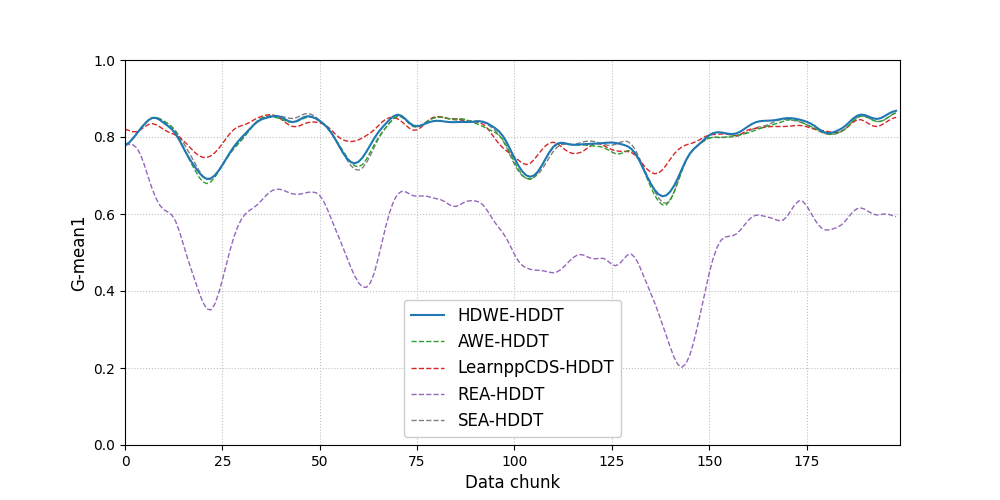 1.0
0.8
0.6
0.4
0.2
0.0
G-mean1
HDWE-HDDT
AWE-HDDT
LearnppCDS-HDDT
REA-HDDT
SEA-HDDT
0 25 50 75 100 125 150 175
Data chunk